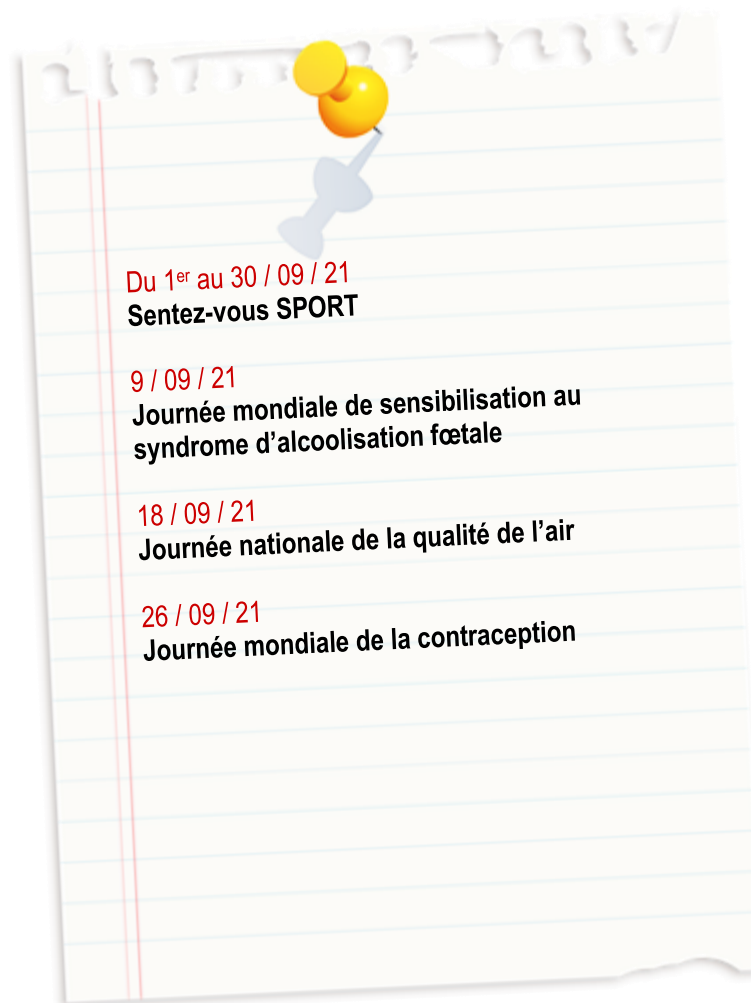 Du 1er au 30 / 09 / 21
Sentez-vous SPORT
9 / 09 / 21
Journée mondiale de sensibilisation au
syndrome d’alcoolisation fœtale
18 / 09 / 21
Journée nationale de la qualité de l’air
26 / 09 / 21
Journée mondiale de la contraception